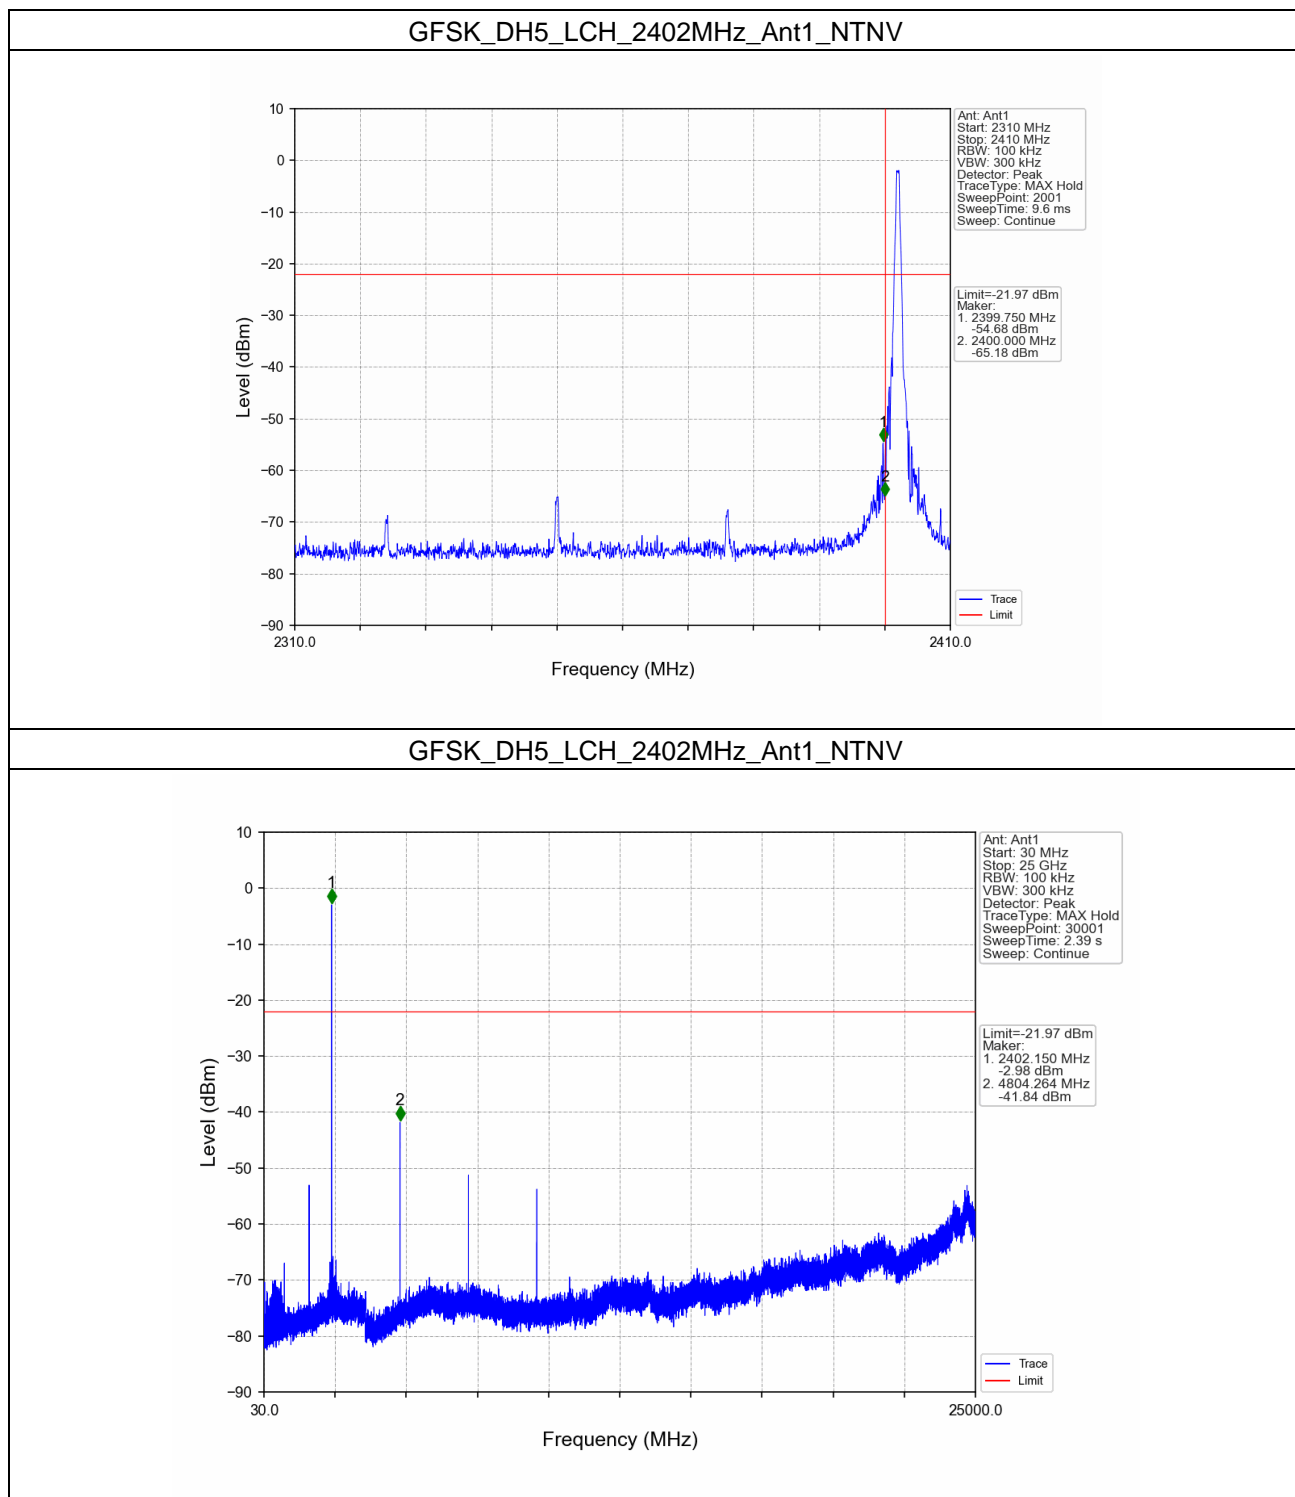 GFSK_DH5_LCH_2402MHz_Ant1_NTNV
10
0
−10
−20
−30
−40
−50
−60
−70
−80
−90
Level (dBm)
2310.0
2410.0
Frequency (MHz)
1
2
Ant: Ant1
Start: 2310 MHz
Stop: 2410 MHz
RBW: 100 kHz
VBW: 300 kHz
Detector: Peak
TraceType: MAX Hold
SweepPoint: 2001
SweepTime: 9.6 ms
Sweep: Continue
Limit=-21.97 dBm
Maker:
1. 2399.750 MHz
-54.68 dBm
2. 2400.000 MHz
-65.18 dBm
Trace
Limit
GFSK_DH5_LCH_2402MHz_Ant1_NTNV
10
0
−10
−20
−30
−40
−50
−60
−70
−80
−90
Level (dBm)
30.0
25000.0
Frequency (MHz)
1
2
Ant: Ant1
Start: 30 MHz
Stop: 25 GHz
RBW: 100 kHz
VBW: 300 kHz
Detector: Peak
TraceType: MAX Hold
SweepPoint: 30001
SweepTime: 2.39 s
Sweep: Continue
Limit=-21.97 dBm
Maker:
1. 2402.150 MHz
-2.98 dBm
2. 4804.264 MHz
-41.84 dBm
Trace
Limit